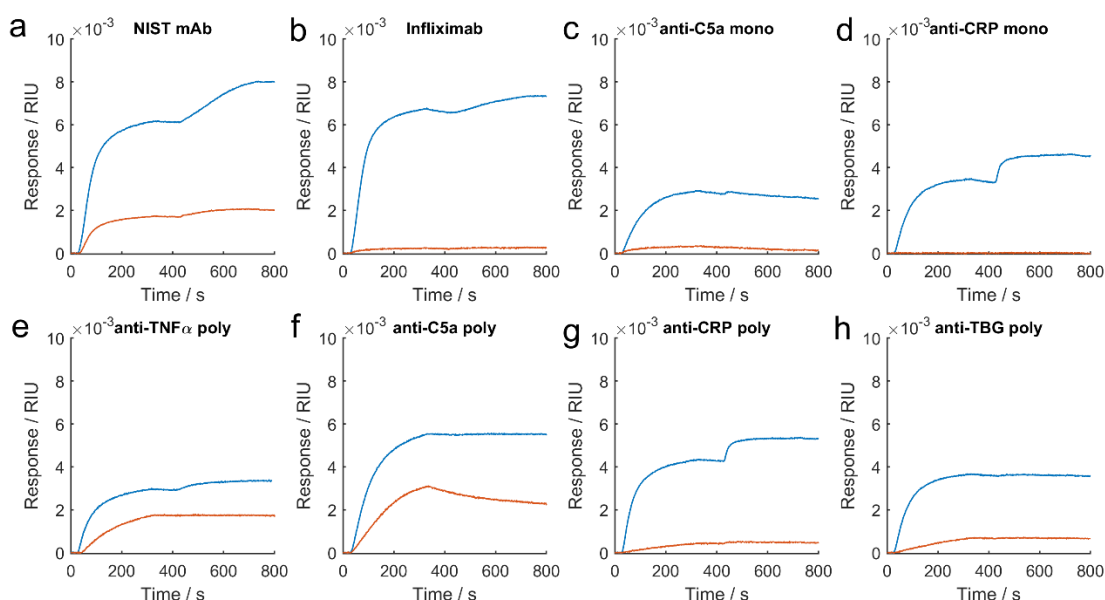 a
NIST mAb
×10⁻³
10
8
6
4
2
0
Response / RIU
0 200 400 600 800
Time / s
b
Infliximab
×10⁻³
10
8
6
4
2
0
Response / RIU
0 200 400 600 800
Time / s
c
anti-C5a mono
×10⁻³
10
8
6
4
2
0
Response / RIU
0 200 400 600 800
Time / s
d
anti-CRP mono
×10⁻³
10
8
6
4
2
0
Response / RIU
0 200 400 600 800
Time / s
e
anti-TNFα poly
×10⁻³
10
8
6
4
2
0
Response / RIU
0 200 400 600 800
Time / s
f
anti-C5a poly
×10⁻³
10
8
6
4
2
0
Response / RIU
0 200 400 600 800
Time / s
g
anti-CRP poly
×10⁻³
10
8
6
4
2
0
Response / RIU
0 200 400 600 800
Time / s
h
anti-TBG poly
×10⁻³
10
8
6
4
2
0
Response / RIU
0 200 400 600 800
Time / s